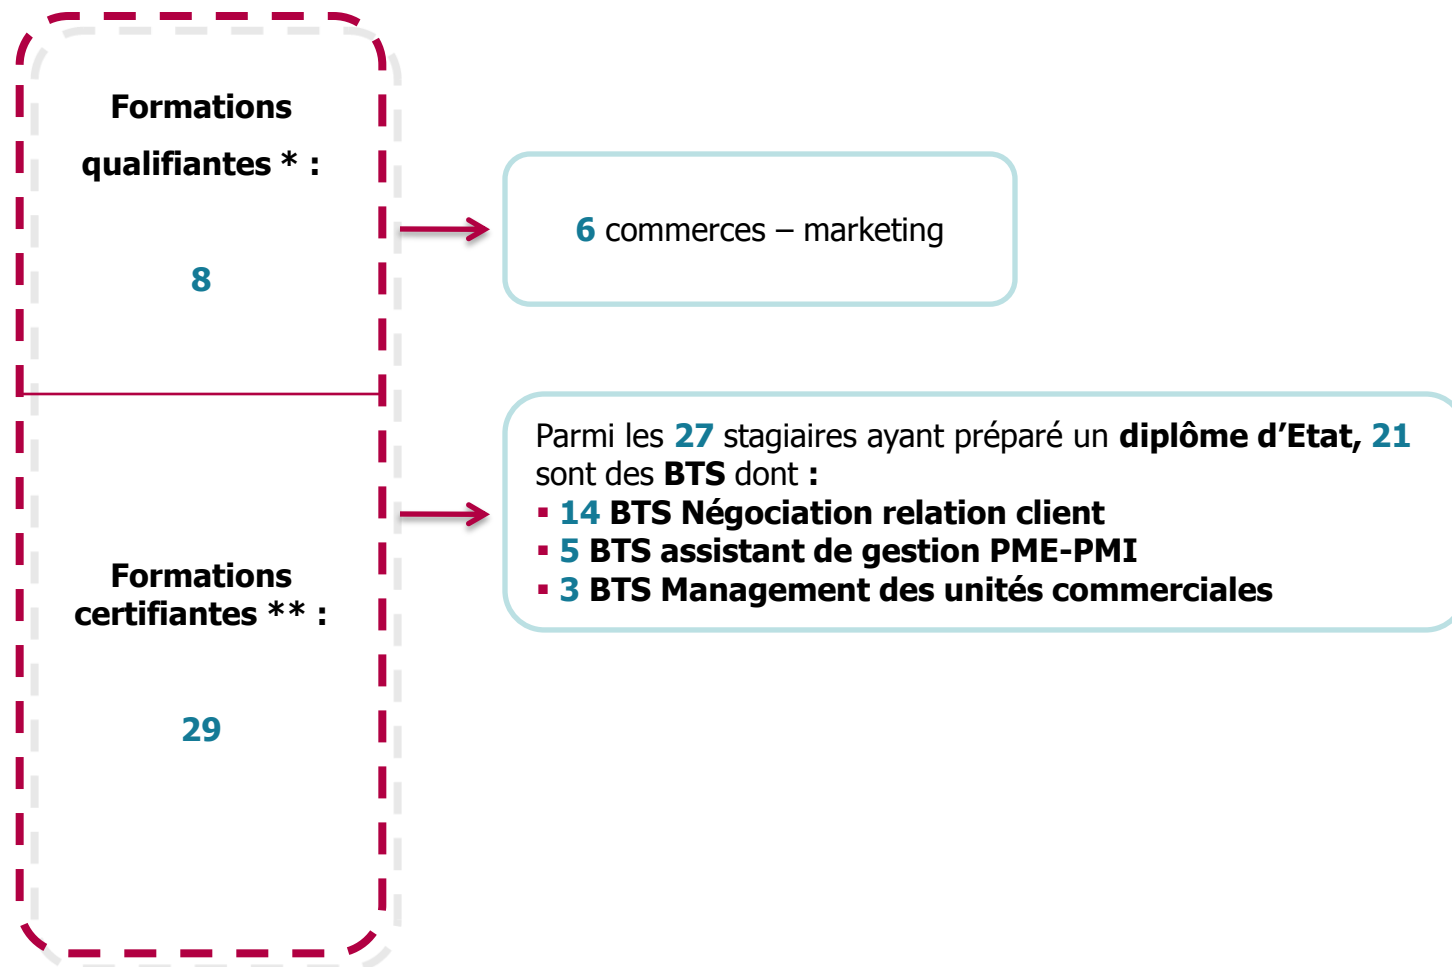 Formations
qualifiantes * :
8
6 commerces – marketing
Formations
certifiantes ** :
29
Parmi les 27 stagiaires ayant préparé un diplôme d’Etat, 21
sont des BTS dont :
▪ 14 BTS Négociation relation client
▪ 5 BTS assistant de gestion PME-PMI
▪ 3 BTS Management des unités commerciales